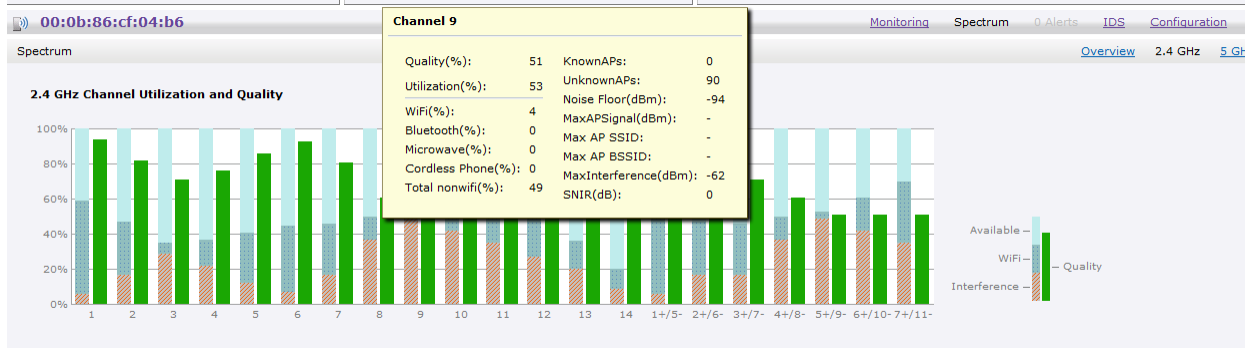 00:0b:86:cf:04:b6
Monitoring Spectrum 0 Alerts IDS Configuration
Spectrum
Overview 2.4 GHz 5 GH
2.4 GHz Channel Utilization and Quality
Channel 9
Quality(%): 51
Utilization(%): 53
WiFi(%): 4
Bluetooth(%): 0
Microwave(%): 0
Cordless Phone(%): 0
Total nonwifi(%): 49
KnownAPs: 0
UnknownAPs: 90
Noise Floor(dBm): -94
MaxAPSignal(dBm): -
Max AP SSID: -
Max AP BSSID: -
MaxInterference(dBm): -62
SNIR(dB): 0
100%
80%
60%
40%
20%
0%
1 2 3 4 5 6 7 8 9 10 11 12 13 14 1+/5- 2+/6- 3+/7- 4+/8- 5+/9- 6+/10- 7+/11-
Available
WiFi
Quality
Interference